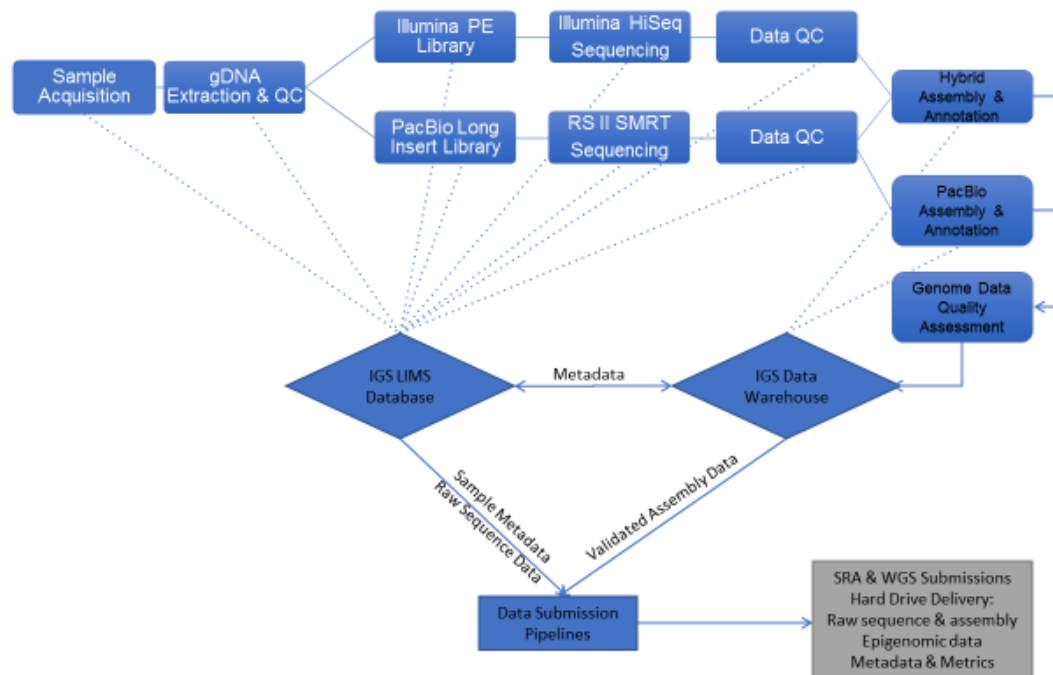 Illumina PE
Library
Illumina HiSeq
Sequencing
Data QC
Sample
Acquisition
gDNA
Extraction & QC
Hybrid
Assembly &
Annotation
PacBio Long
Insert Library
RS II SMRT
Sequencing
Data QC
PacBio
Assembly &
Annotation
Genome Data
Quality
Assessment
IGS LIMS
Database
Metadata
IGS Data
Warehouse
Sample Metadata
Raw Sequence Data
Validated Assembly Data
Data Submission
Pipelines
SRA & WGS Submissions
Hard Drive Delivery:
Raw sequence & assembly
Epigenomic data
Metadata & Metrics